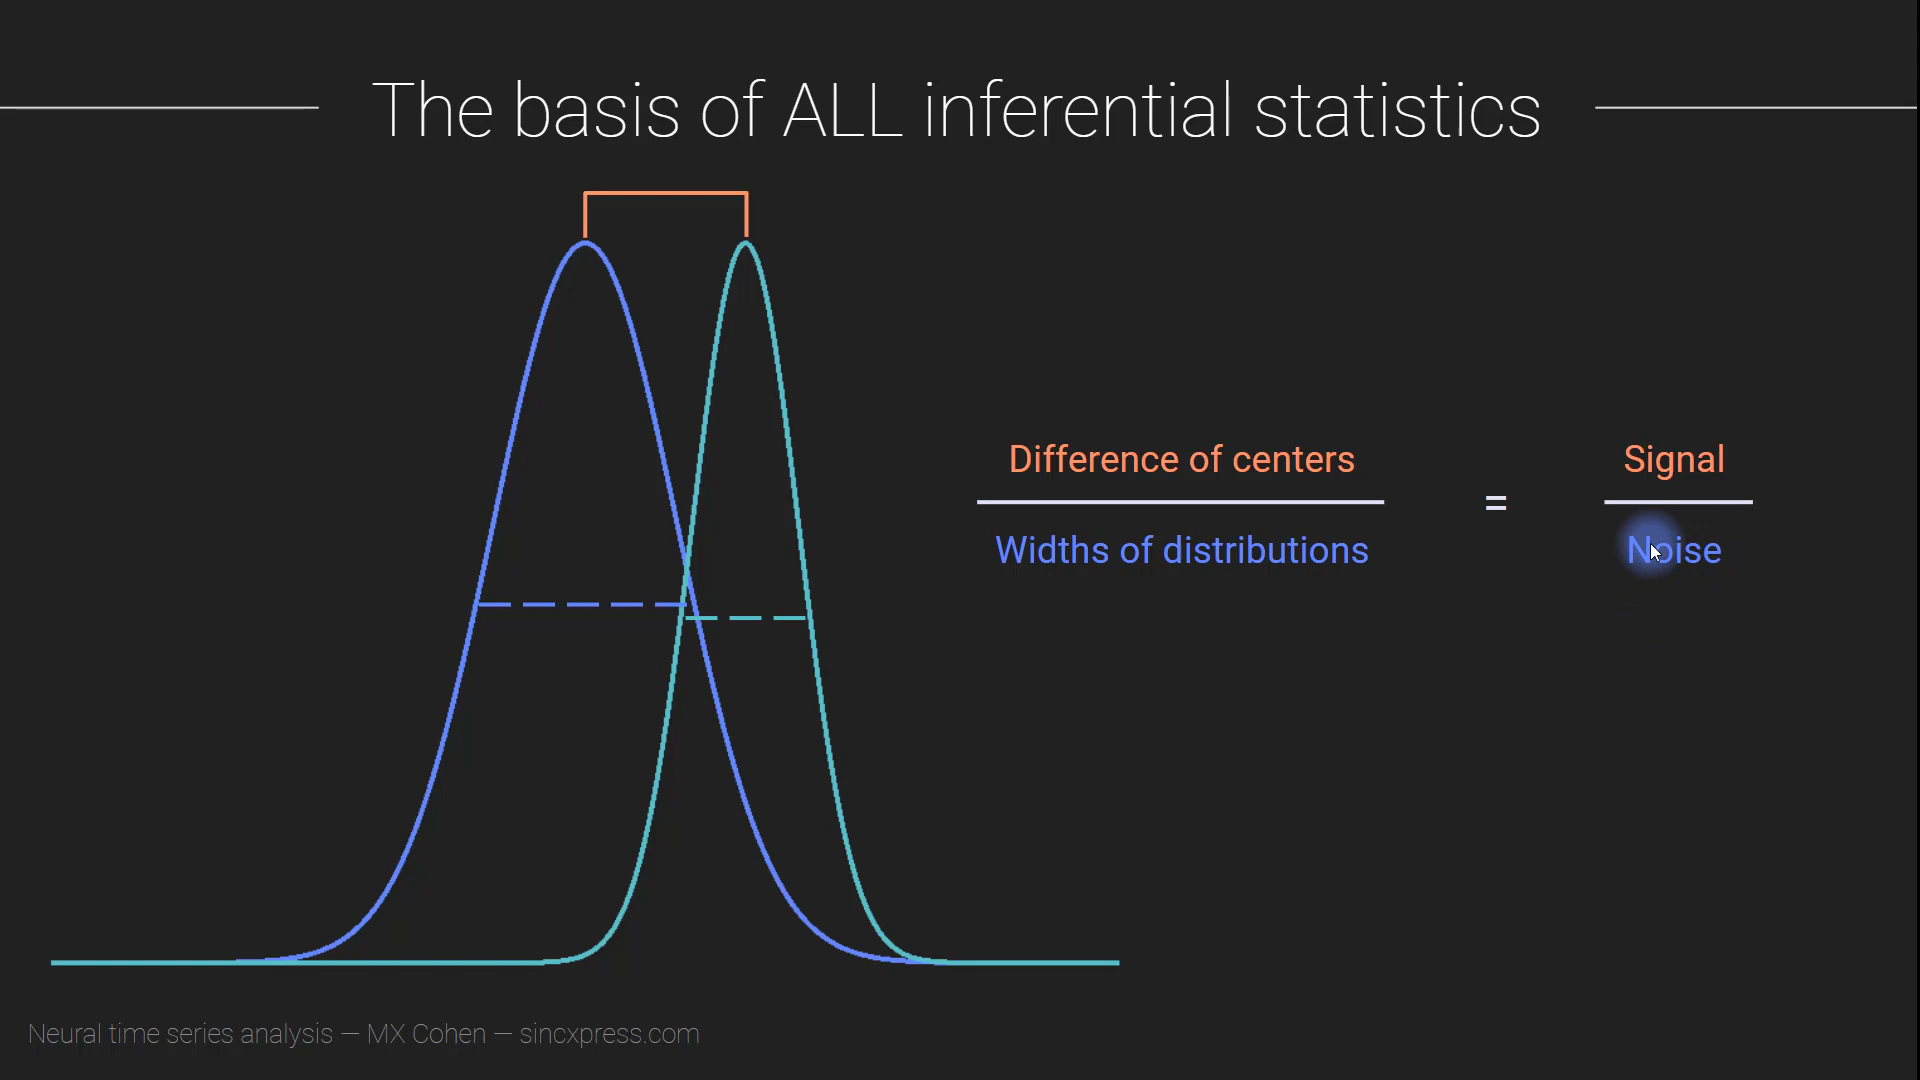 The basis of ALL inferential statistics
Difference of centers
Widths of distributions
=
Signal
Noise
Neural time series analysis — MX Cohen — sincxpress.com